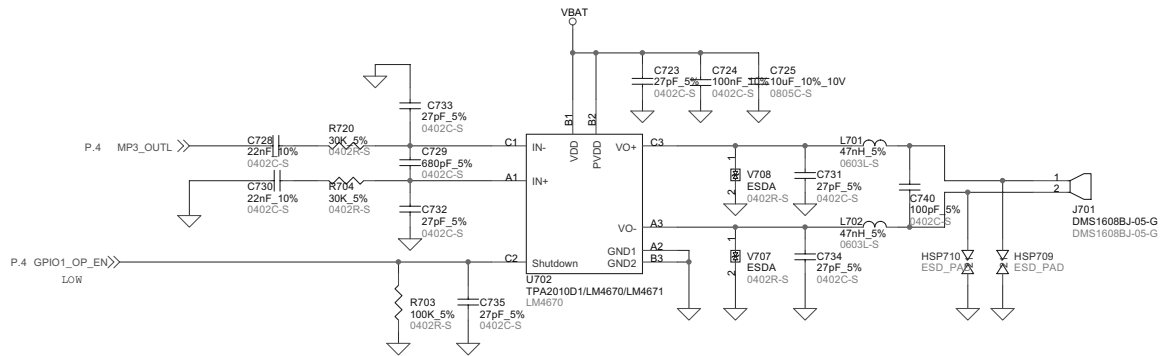 VBAT
C723
27pF_5%
0402C-S
C724
100nF_10%
0402C-S
C725
10uF_10%_10V
0805C-S
C733
27pF_5%
0402C-S
B1
B2
P.4 MP3_OUTL
C728
22nF_10%
0402C-S
R720
30K_5%
0402R-S
C729
680pF_5%
0402C-S
C1
IN-
VDD
PVDD
VO+
C3
L701
47nH_5%
0603L-S
C730
22nF_10%
0402C-S
R704
30K_5%
0402R-S
A1
IN+
C732
27pF_5%
0402C-S
1
2
V708
ESDA
0402R-S
C731
27pF_5%
0402C-S
C740
100pF_5%
0402C-S
1
2
J701
DMS1608BJ-05-G
DMS1608BJ-05-G
VO-
A3
L702
47nH_5%
0603L-S
GND1
A2
GND2
B3
P.4 GPIO1_OP_EN
LOW
C2
Shutdown
U702
TPA2010D1/LM4670/LM4671
LM4670
1
2
V707
ESDA
0402R-S
C734
27pF_5%
0402C-S
HSP710
ESD_PAD
HSP709
ESD_PAD
R703
100K_5%
0402R-S
C735
27pF_5%
0402C-S